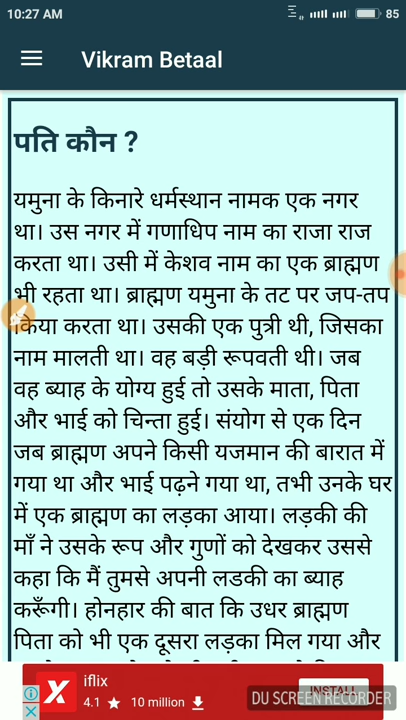 10:27 AM
85
Vikram Betaal
पति कौन ?
यमुना के किनारे धर्मस्थान नामक एक नगर
था। उस नगर में गणाधिप नाम का राजा राज
करता था। उसी में केशव नाम का एक ब्राह्मण
भी रहता था। ब्राह्मण यमुना के तट पर जप-तप
किया करता था। उसकी एक पुत्री थी, जिसका
नाम मालती था। वह बड़ी रूपवती थी। जब
वह ब्याह के योग्य हुई तो उसके माता, पिता
और भाई को चिन्ता हुई। संयोग से एक दिन
जब ब्राह्मण अपने किसी यजमान की बारात में
गया था और भाई पढ़ने गया था, तभी उनके घर
में एक ब्राह्मण का लड़का आया। लड़की की
माँ ने उसके रूप और गुणों को देखकर उससे
कहा कि मैं तुमसे अपनी लडकी का ब्याह
करूँगी। होनहार की बात कि उधर ब्राह्मण
पिता को भी एक दूसरा लड़का मिल गया और
iflix
4.1 ★ 10 million
INSTALL
DU SCREEN RECORDER